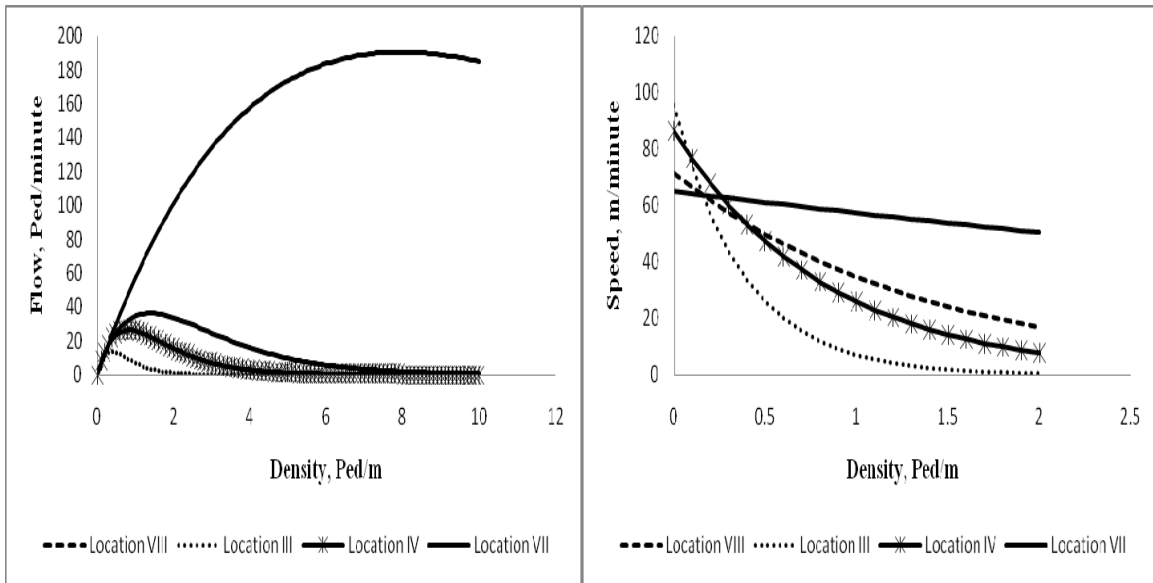 200
180
160
140
120
100
80
60
40
20
0
Flow, Ped/minute
0 2 4 6 8 10 12
Density, Ped/m
Location VIII Location III Location IV Location VII
120
100
80
60
40
20
0
Speed, m/minute
0 0.5 1 1.5 2 2.5
Density, Ped/m
Location VIII Location III Location IV Location VII